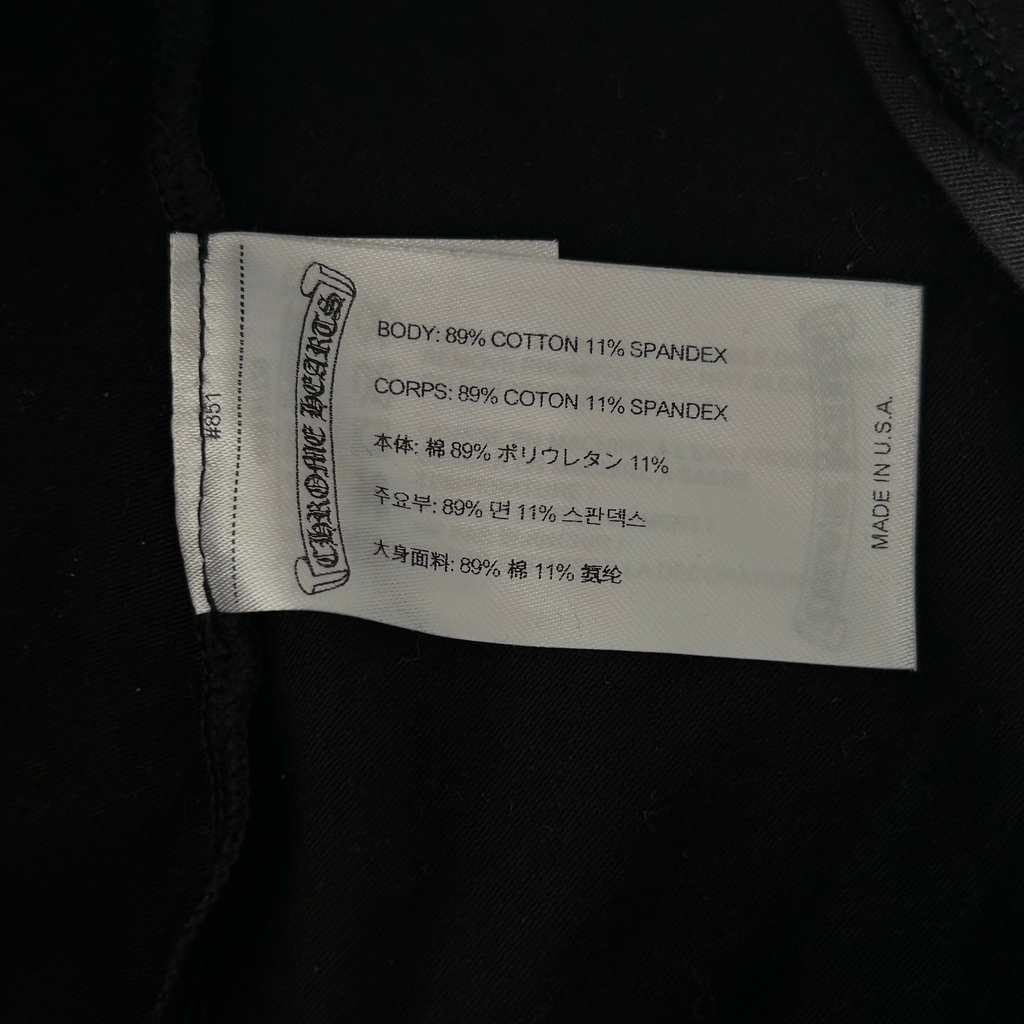 CHROME HEARTS
#851
BODY: 89% COTTON 11% SPANDEX
CORPS: 89% COTON 11% SPANDEX
本体: 棉 89% ポリウレタン 11%
주요부: 89% 면 11% 스판덱스
大身面料: 89% 棉 11% 氨纶
MADE IN U.S.A.